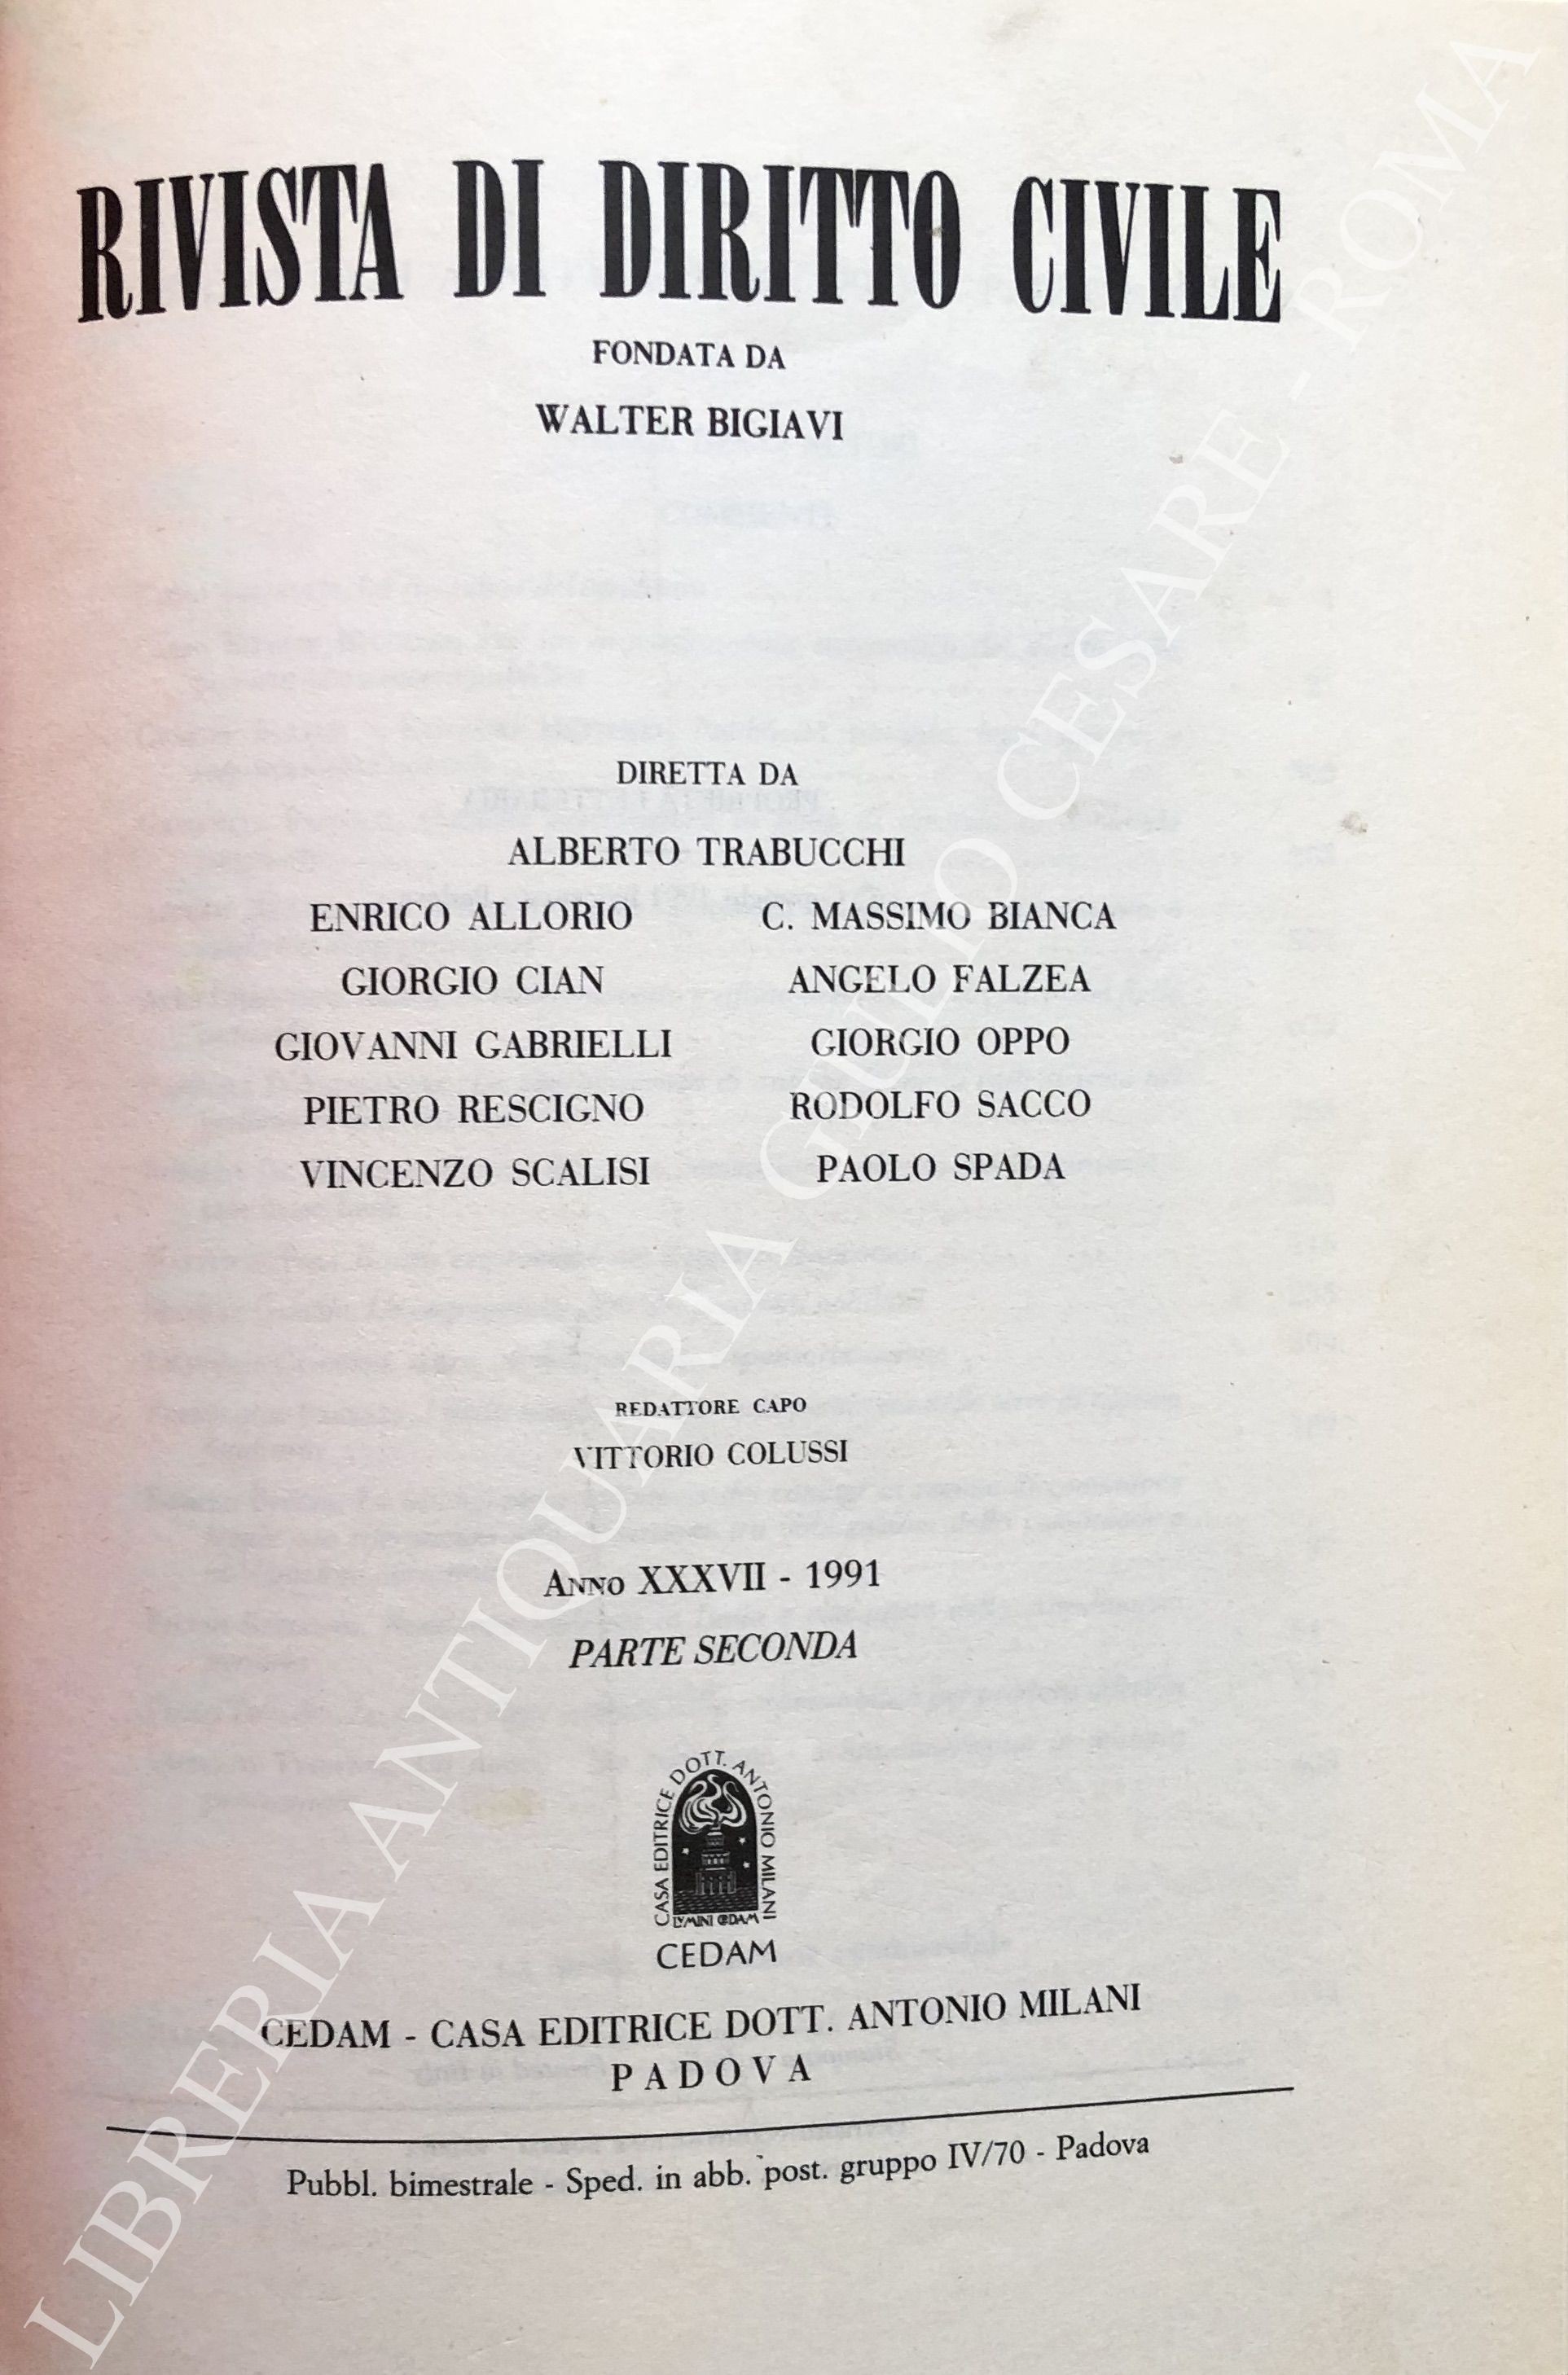 RIVISTA DI DIRITTO CIVILE
FONDATA DA
WALTER BIGIAVI
DIRETTA DA
ALBERTO TRABUCCHI
ENRICO ALLORIO C. MASSIMO BIANCA
GIORGIO CIAN ANGELO FALZEA
GIOVANNI GABRIELLI GIORGIO OPPO
PIETRO RESCIGNO RODOLFO SACCO
VINCENZO SCALISI PAOLO SPADA
REDATTORE CAPO
VITTORIO COLUSSI
ANNO XXXVII - 1991
PARTE SECONDA
CASA EDITRICE DOTT. ANTONIO MILANI
CEDAM
CEDAM - CASA EDITRICE DOTT. ANTONIO MILANI
PADOVA
Pubbl. bimestrale - Sped. in abb. post. gruppo IV/70 - Padova
LIBRERIA ANTIQUARIA GIULIO CESARE - ROMA